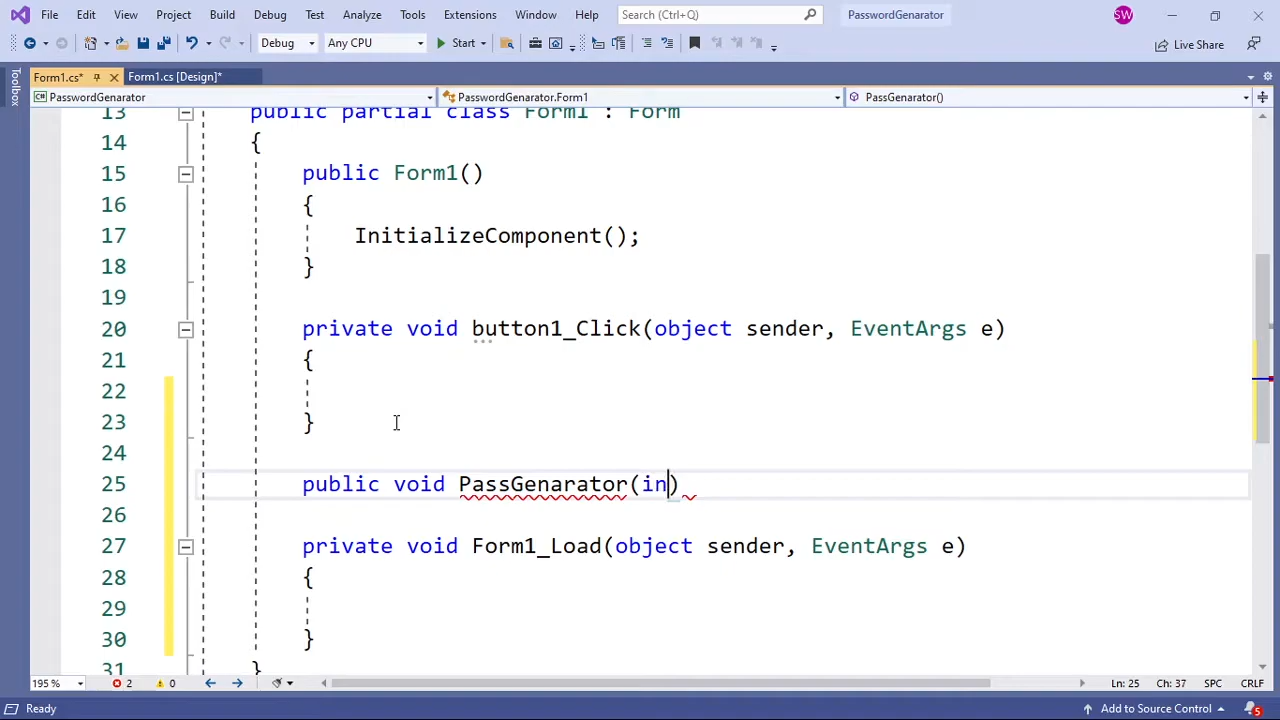 File Edit View Project Build Debug Test Analyze Tools Extensions Window Help Search (Ctrl+Q) PasswordGenarator SW
Debug Any CPU Start Live Share
Form1.cs* Form1.cs [Design]*
PasswordGenarator PasswordGenarator.Form1 PassGenarator()
Toolbox
13 public partial class Form1 : Form
14 {
15 public Form1()
16 {
17 InitializeComponent();
18 }
19
20 private void button1_Click(object sender, EventArgs e)
21 {
22
23 }
24
25 public void PassGenarator(in)
26
27 private void Form1_Load(object sender, EventArgs e)
28 {
29
30 }
31 }
195 % 2 0 Ln: 25 Ch: 37 SPC CRLF
Ready Add to Source Control 5